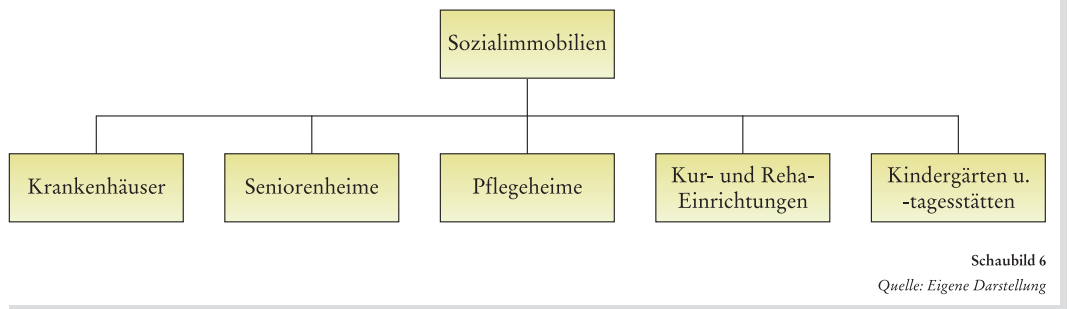 Sozialimmobilien
Krankenhäuser
Seniorenheime
Pflegeheime
Kur- und Reha-
Einrichtungen
Kindergärten u.
-tagesstätten
Schaubild 6
Quelle: Eigene Darstellung